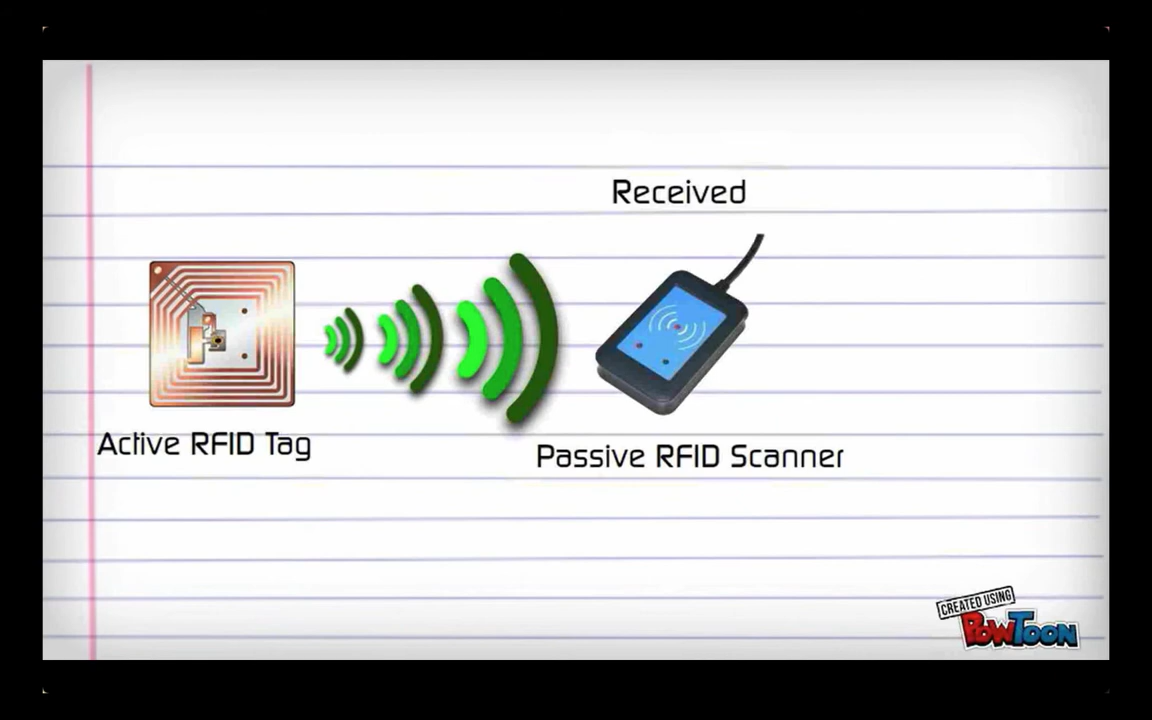 Received
Active RFID Tag
Passive RFID Scanner
CREATED USING
POWTOON